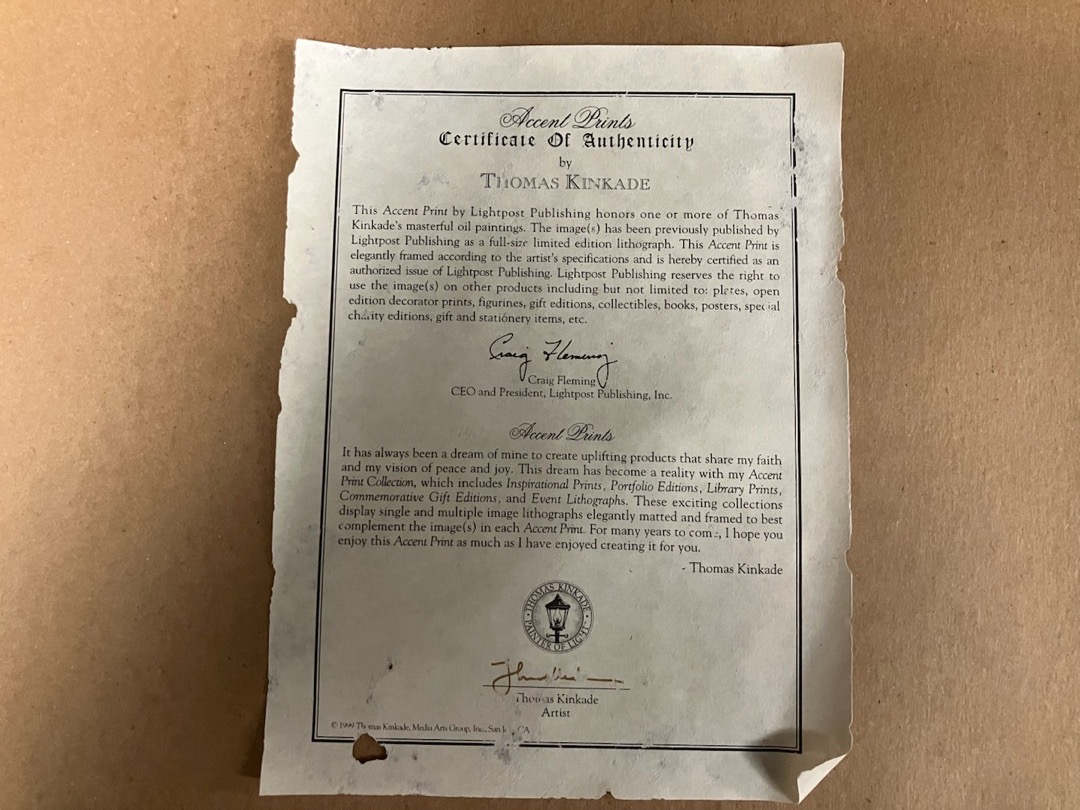 Accent Prints
Certificate Of Authenticity
by
THOMAS KINKADE
This Accent Print by Lightpost Publishing honors one or more of Thomas
Kinkade's masterful oil paintings. The image(s) has been previously published by
Lightpost Publishing as a full-size limited edition lithograph. This Accent Print is
elegantly framed according to the artist's specifications and is hereby certified as an
authorized issue of Lightpost Publishing. Lightpost Publishing reserves the right to
use the image(s) on other products including but not limited to: plates, open
edition decorator prints, figurines, gift editions, collectibles, books, posters, special
charity editions, gift and stationery items, etc.
Craig Fleming
Craig Fleming
CEO and President, Lightpost Publishing, Inc.
Accent Prints
It has always been a dream of mine to create uplifting products that share my faith
and my vision of peace and joy. This dream has become a reality with my Accent
Print Collection, which includes Inspirational Prints, Portfolio Editions, Library Prints,
Commemorative Gift Editions, and Event Lithographs. These exciting collections
display single and multiple image lithographs elegantly matted and framed to best
complement the image(s) in each Accent Print. For many years to come, I hope you
enjoy this Accent Print as much as I have enjoyed creating it for you.
- Thomas Kinkade
THOMAS KINKADE
PAINTER OF LIGHT
Thomas Kinkade
Artist
© Thomas Kinkade, Media Arts Group, Inc., San CA